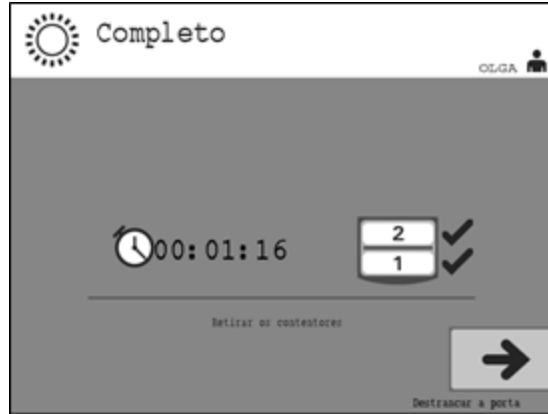 Completo
OLGA
00:01:16
2
1
Retirar os contentores
Destrancar a porta